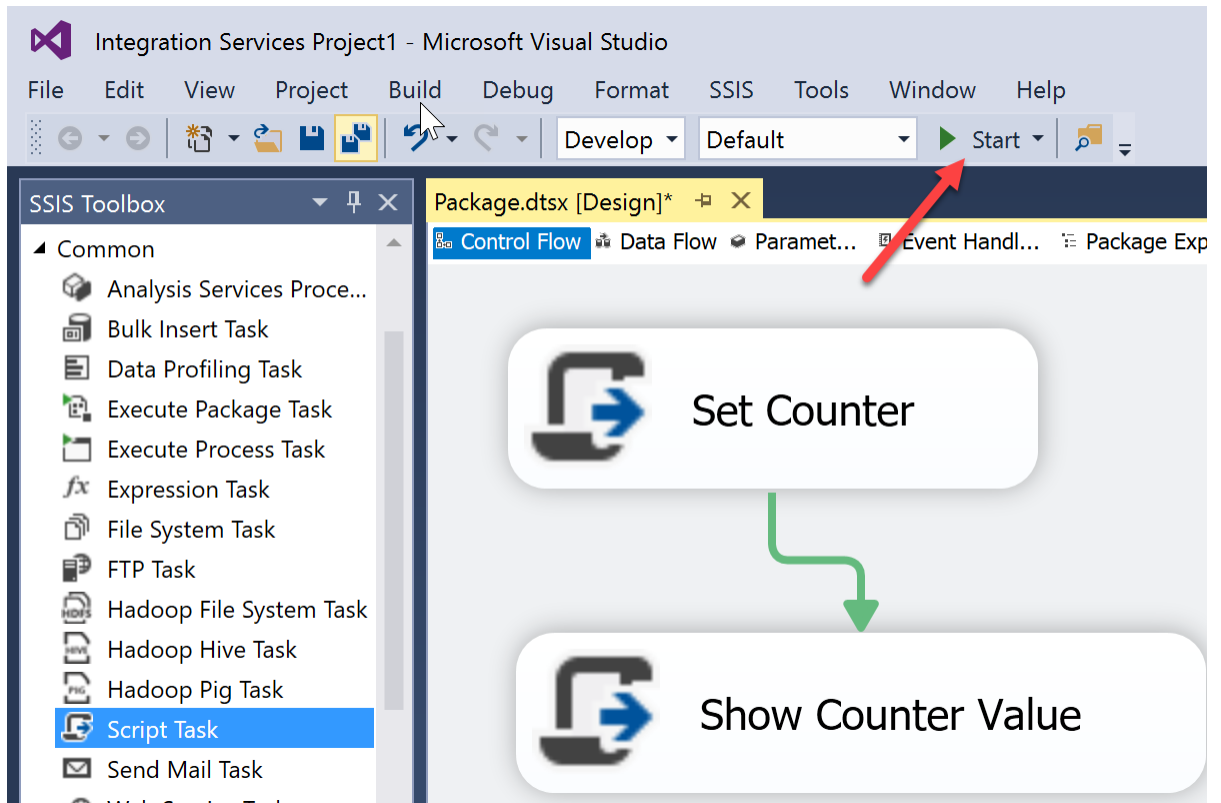 Integration Services Project1 - Microsoft Visual Studio
File Edit View Project Build Debug Format SSIS Tools Window Help
Develop Default Start
SSIS Toolbox
Package.dtsx [Design]*
Control Flow Data Flow Paramet... Event Handl... Package Exp
Common
Analysis Services Proce...
Bulk Insert Task
Data Profiling Task
Execute Package Task
Execute Process Task
fx Expression Task
File System Task
FTP Task
HDFS Hadoop File System Task
HIVE Hadoop Hive Task
PIG Hadoop Pig Task
Script Task
Send Mail Task
Set Counter
Show Counter Value